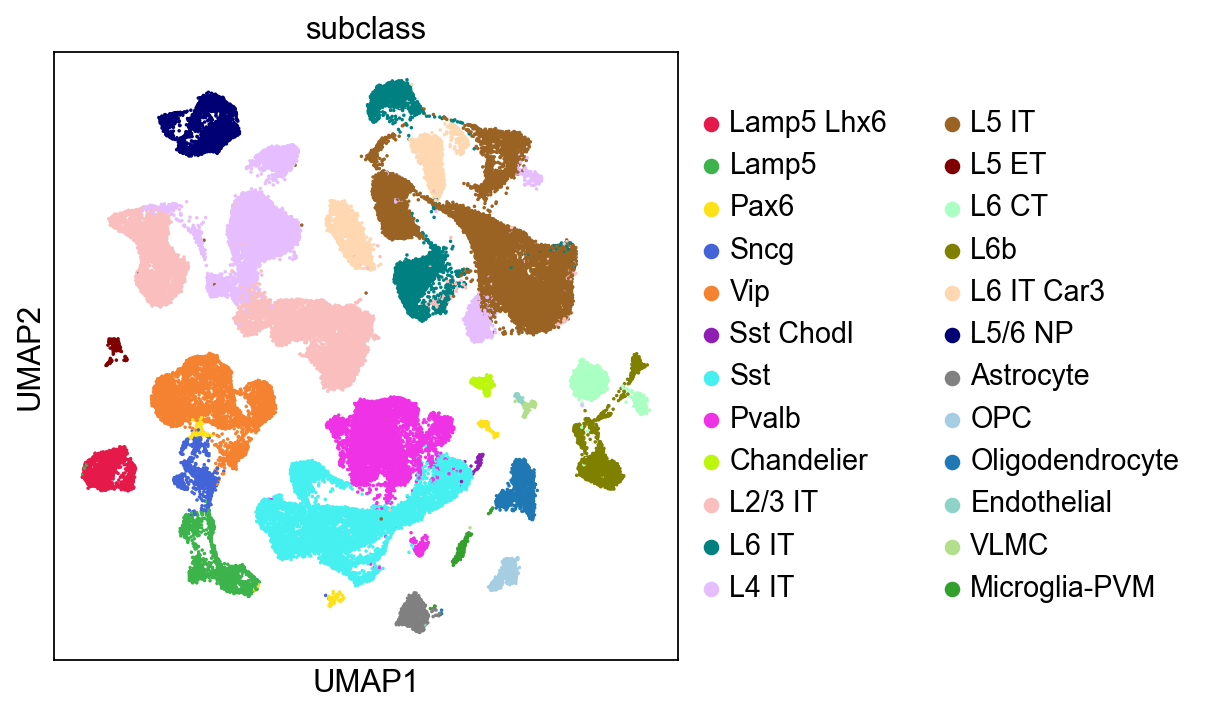 subclass
UMAP2
UMAP1
Lamp5 Lhx6
Lamp5
Pax6
Sncg
Vip
Sst Chodl
Sst
Pvalb
Chandelier
L2/3 IT
L6 IT
L4 IT
L5 IT
L5 ET
L6 CT
L6b
L6 IT Car3
L5/6 NP
Astrocyte
OPC
Oligodendrocyte
Endothelial
VLMC
Microglia-PVM